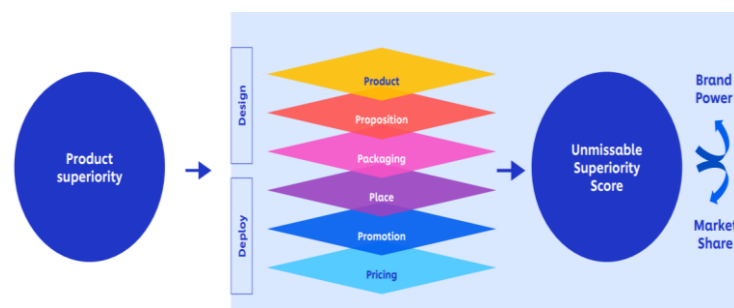 Product
superiority
Design
Deploy
Product
Proposition
Packaging
Place
Promotion
Pricing
Unmissable
Superiority
Score
Brand
Power
Market
Share